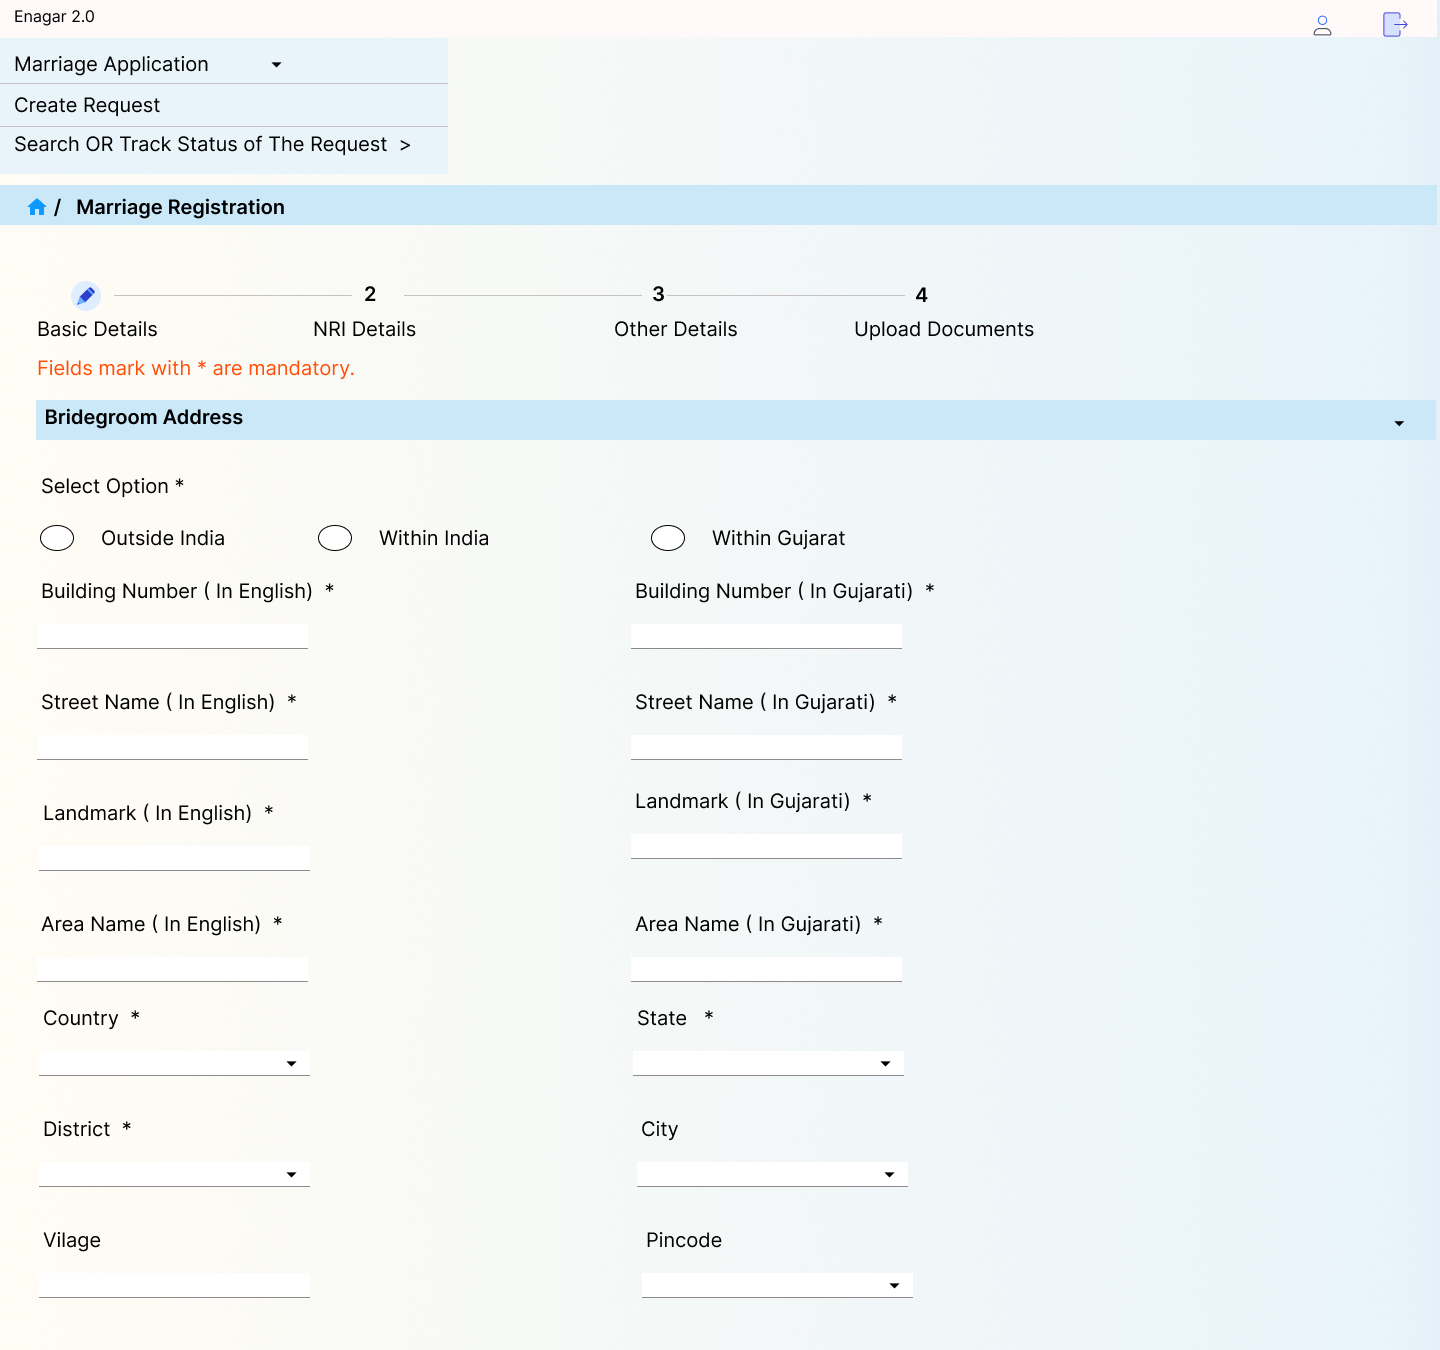 Enagar 2.0
Marriage Application
Create Request
Search OR Track Status of The Request >
/ Marriage Registration
2 3 4
Basic Details NRI Details Other Details Upload Documents
Fields mark with * are mandatory.
Bridegroom Address
Select Option *
Outside India Within India Within Gujarat
Building Number ( In English) * Building Number ( In Gujarati) *
Street Name ( In English) * Street Name ( In Gujarati) *
Landmark ( In English) * Landmark ( In Gujarati) *
Area Name ( In English) * Area Name ( In Gujarati) *
Country * State *
District * City
Vilage Pincode